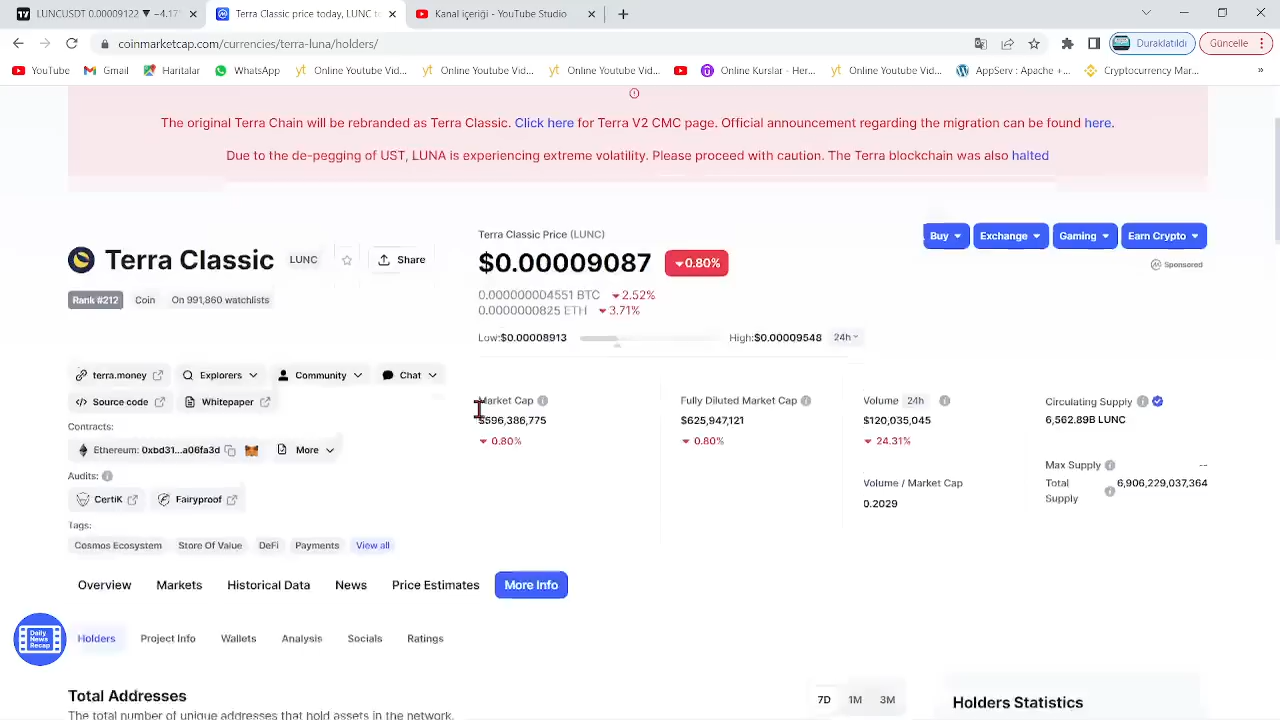 LUNCUSDT 0.00009122 ▼ −4.17
Terra Classic price today, LUNC to
Kanal içeriği - YouTube Studio
coinmarketcap.com/currencies/terra-luna/holders/
Duraklatıldı
Güncelle
YouTube
Gmail
Haritalar
WhatsApp
Online Youtube Vid...
Online Youtube Vid...
Online Youtube Vid...
Online Kurslar - Her...
Online Youtube Vid...
AppServ : Apache +...
Cryptocurrency Mar...
»
The original Terra Chain will be rebranded as Terra Classic. Click here for Terra V2 CMC page. Official announcement regarding the migration can be found here.
Due to the de-pegging of UST, LUNA is experiencing extreme volatility. Please proceed with caution. The Terra blockchain was also halted
Terra Classic
LUNC
Share
Rank #212
Coin
On 991,860 watchlists
Terra Classic Price (LUNC)
$0.00009087
0.80%
0.000000004551 BTC
2.52%
0.0000000825 ETH
3.71%
Low:$0.00008913
High:$0.00009548
24h
Buy
Exchange
Gaming
Earn Crypto
Sponsored
terra.money
Explorers
Community
Chat
Source code
Whitepaper
Contracts:
Ethereum: 0xbd31...a06fa3d
More
Audits:
CertiK
Fairyproof
Tags:
Cosmos Ecosystem
Store Of Value
DeFi
Payments
View all
Market Cap
$596,386,775
0.80%
Fully Diluted Market Cap
$625,947,121
0.80%
Volume 24h
$120,035,045
24.31%
Volume / Market Cap
0.2029
Circulating Supply
6,562.89B LUNC
Max Supply
--
Total Supply
6,906,229,037,364
Overview
Markets
Historical Data
News
Price Estimates
More Info
Daily
News
Recap
Holders
Project Info
Wallets
Analysis
Socials
Ratings
Total Addresses
The total number of unique addresses that hold assets in the network.
7D
1M
3M
Holders Statistics